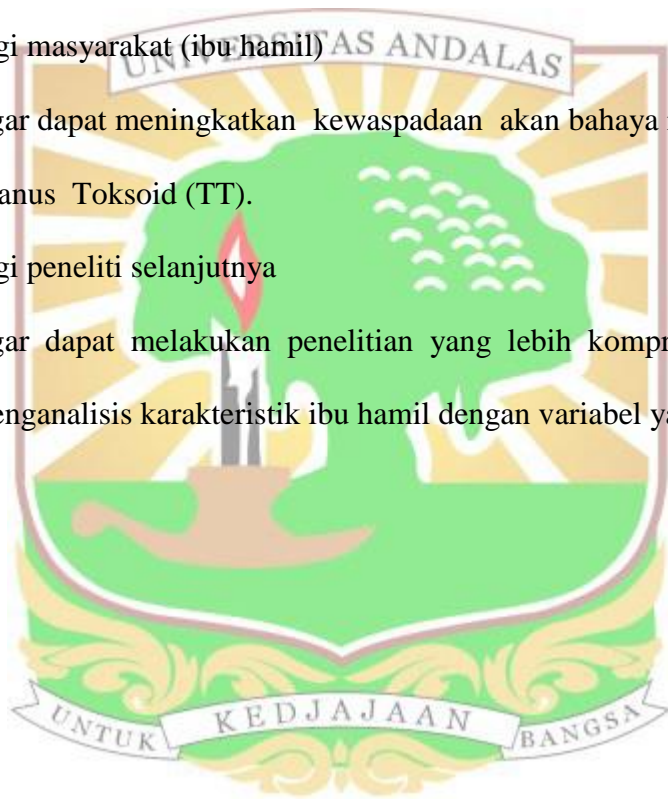 gi masyarakat (ibu hamil)
UNIVERSITAS ANDALAS
gar dapat meningkatkan kewaspadaan akan bahaya
anus Toksoid (TT).
gi peneliti selanjutnya
gar dapat melakukan penelitian yang lebih kompr
enganalisis karakteristik ibu hamil dengan variabel ya
UNTUK KEDJAJAAN BANGSA